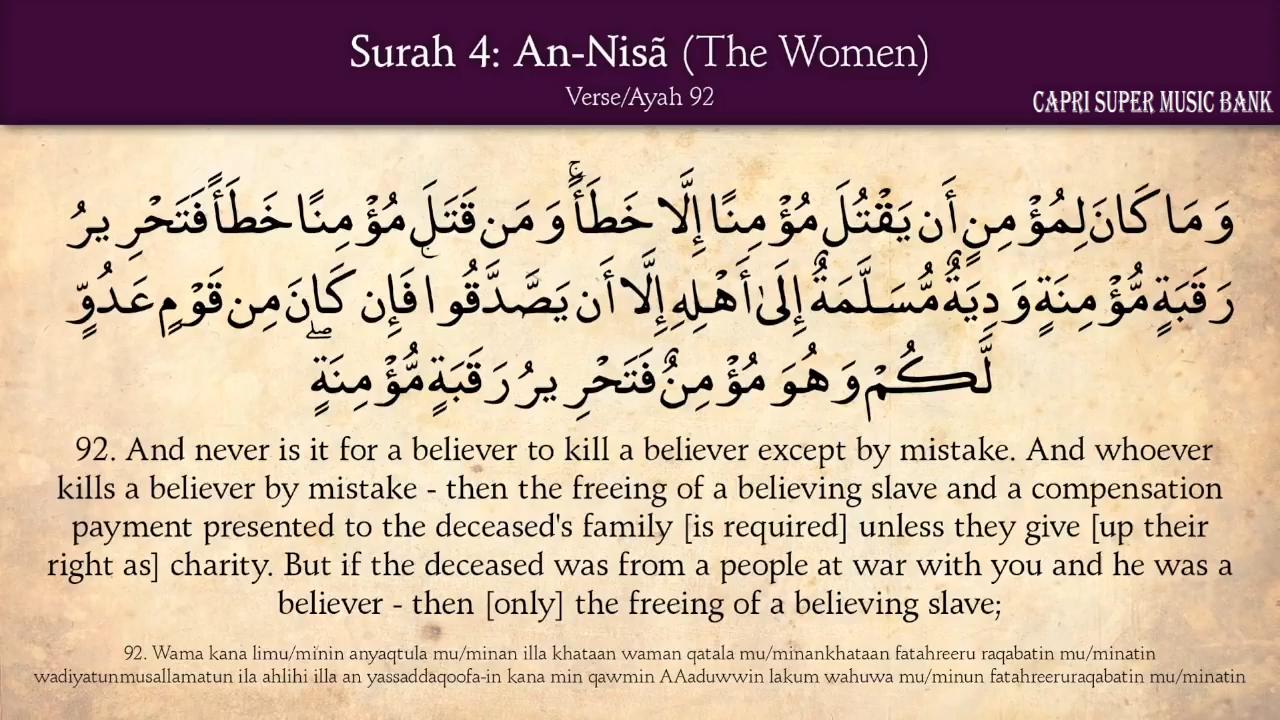 Surah 4: An-Nisã (The Women)
Verse/Ayah 92
CAPRI SUPER MUSIC BANK
وَمَا كَانَ لِمُؤْمِنٍ أَن يَقْتُلَ مُؤْمِنًا إِلَّا خَطَـًٔا ۚ وَمَن قَتَلَ مُؤْمِنًا خَطَـًٔا فَتَحْرِيرُ
رَقَبَةٍ مُّؤْمِنَةٍ وَدِيَةٌ مُّسَلَّمَةٌ إِلَىٰ أَهْلِهِ إِلَّا أَن يَصَّدَّقُوا فَإِن كَانَ مِن قَوْمٍ عَدُوٍّ
لَّكُمْ وَهُوَ مُؤْمِنٌ فَتَحْرِيرُ رَقَبَةٍ مُّؤْمِنَةٍ ۖ
92. And never is it for a believer to kill a believer except by mistake. And whoever
kills a believer by mistake - then the freeing of a believing slave and a compensation
payment presented to the deceased's family [is required] unless they give [up their
right as] charity. But if the deceased was from a people at war with you and he was a
believer - then [only] the freeing of a believing slave;
92. Wama kana limu/minin anyaqtula mu/minan illa khataan waman qatala mu/minankhataan fatahreeru raqabatin mu/minatin
wadiyatunmusallamatun ila ahlihi illa an yassaddaqoofa-in kana min qawmin AAaduwwin lakum wahuwa mu/minun fatahreeruraqabatin mu/minatin